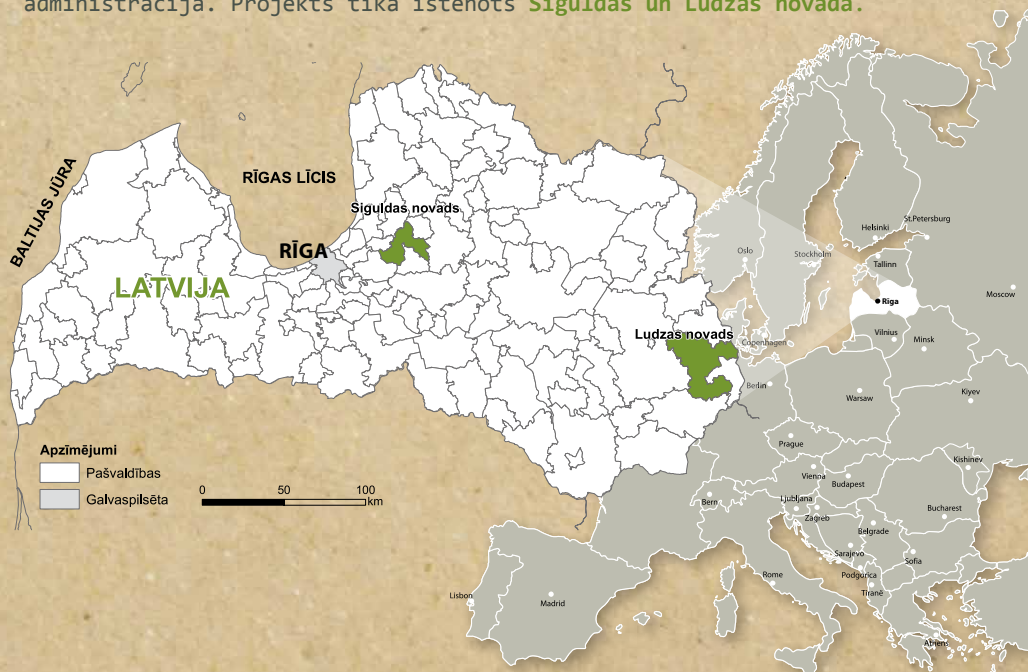 administrācija. Projekts tika īstenots Siguldas un Ludzas novadā.
BALTIJAS JŪRA
RĪGAS LĪCIS
Siguldas novads
RĪGA
LATVIJA
Ludzas novads
Apzīmējumi
Pašvaldības
Galvaspilsēta
0 50 100
km
Oslo
Stockholm
Helsinki
St.Petersburg
Tallinn
Riga
Moscow
Vilnius
Minsk
Copenhagen
Berlin
Warsaw
Kiyev
Prague
Kishinev
Vienna
Budapest
Bern
Ljubljana
Zagreb
Bucharest
Belgrade
Sarajevo
Sofia
Podgorica
Rome
Tiranë
Lisbon
Madrid
Athens